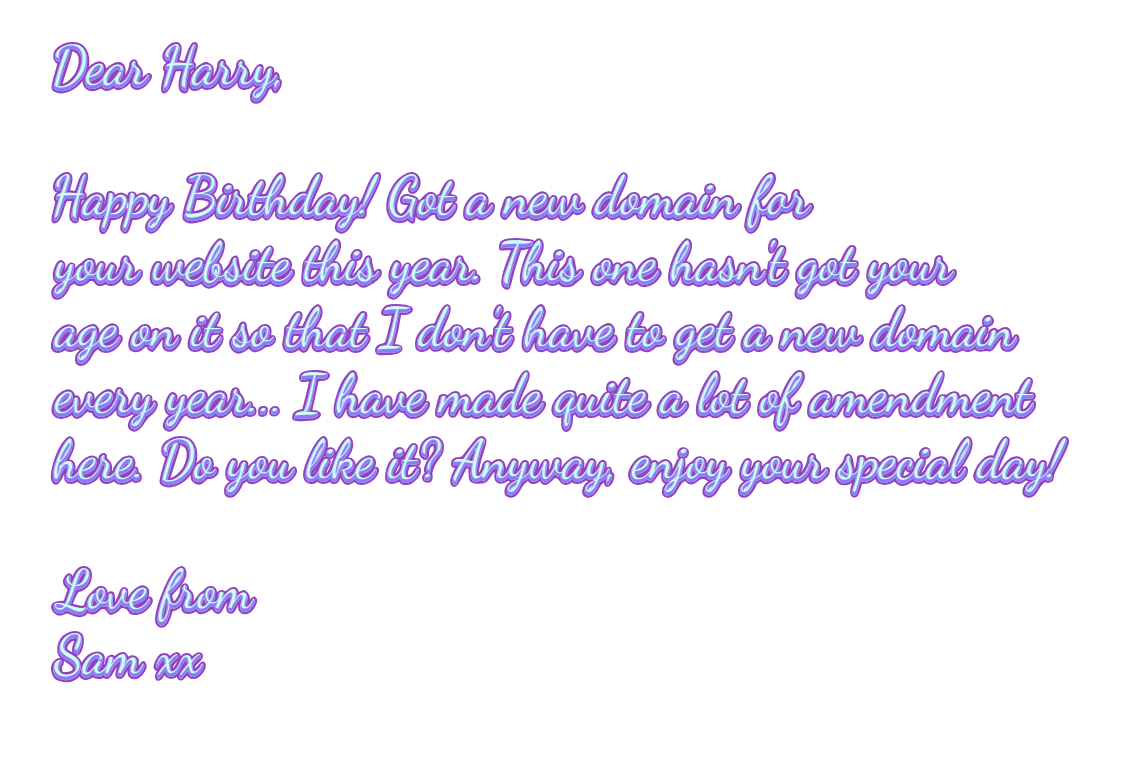 Dear Harry,
Happy Birthday! Got a new domain for
your website this year. This one hasn't got your
age on it so that I don't have to get a new domain
every year... I have made quite a lot of amendment
here. Do you like it? Anyway, enjoy your special day!
Love from
Sam xx